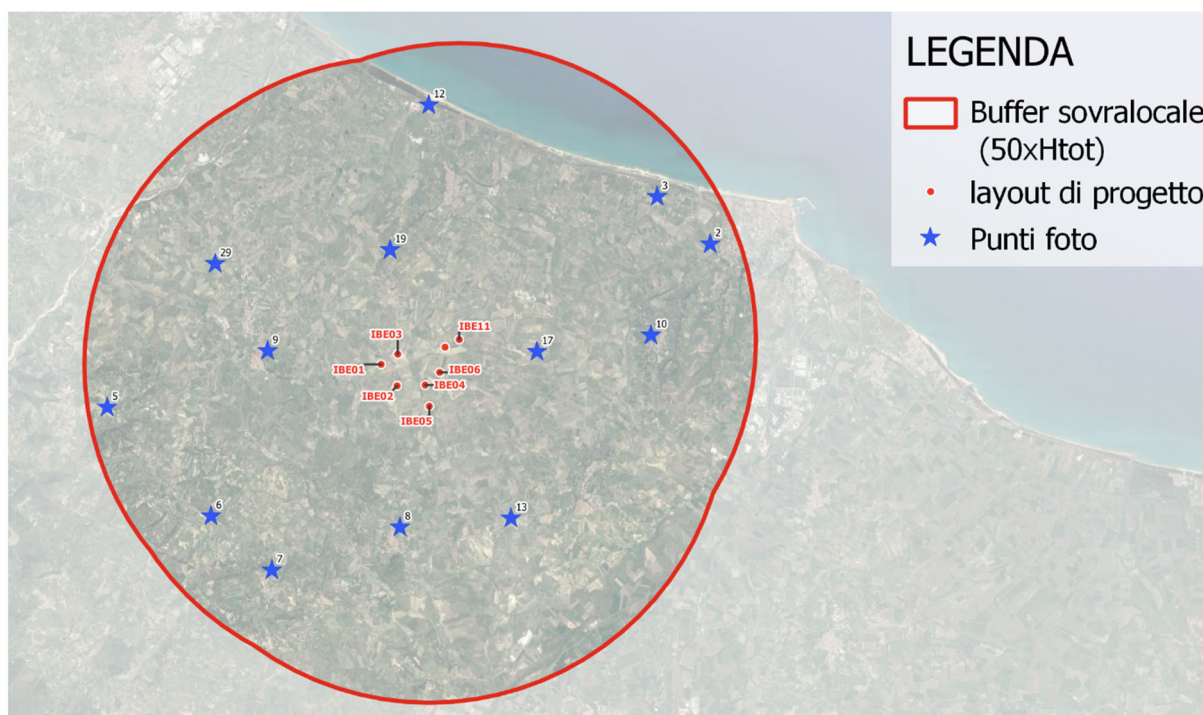 LEGENDA
Buffer sovralocale
(50xHtot)
layout di progetto
Punti foto
12
3
2
19
29
10
IBE11
IBE03
17
9
IBE01
IBE06
IBE04
IBE02
5
IBE05
6
13
8
7